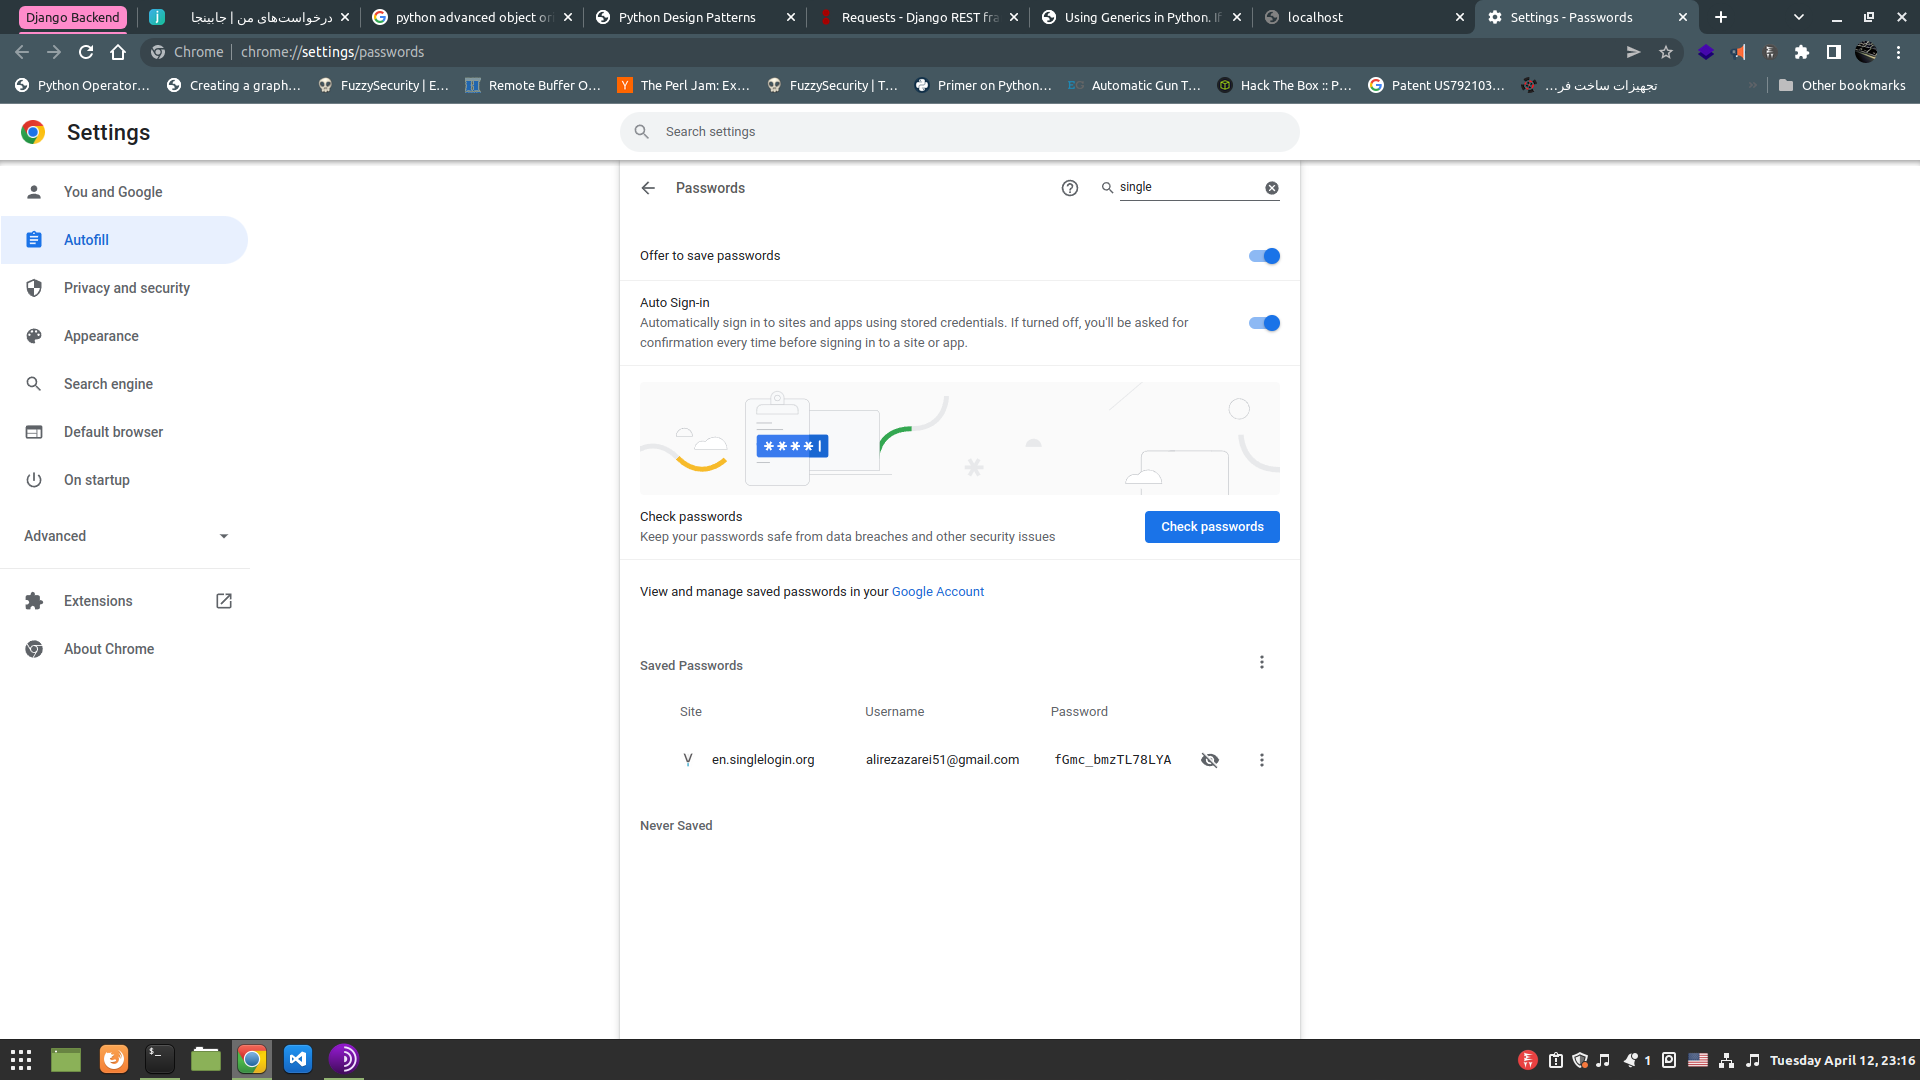 Django Backend
درخواست‌های من | جابینجا
python advanced object ori
Python Design Patterns
Requests - Django REST fra
Using Generics in Python. If
localhost
Settings - Passwords
Chrome | chrome://settings/passwords
Python Operator…
Creating a graph…
FuzzySecurity | E…
Remote Buffer O…
The Perl Jam: Ex…
FuzzySecurity | T…
Primer on Python…
EG Automatic Gun T…
Hack The Box :: P…
Patent US792103…
تجهیزات ساخت فر…
Other bookmarks
Settings
Search settings
You and Google
Autofill
Privacy and security
Appearance
Search engine
Default browser
On startup
Advanced
Extensions
About Chrome
Passwords
single
Offer to save passwords
Auto Sign-in
Automatically sign in to sites and apps using stored credentials. If turned off, you'll be asked for
confirmation every time before signing in to a site or app.
Check passwords
Keep your passwords safe from data breaches and other security issues
Check passwords
View and manage saved passwords in your Google Account
Saved Passwords
Site Username Password
en.singlelogin.org alirezazarei51@gmail.com fGmc_bmzTL78LYA
Never Saved
1
Tuesday April 12, 23:16